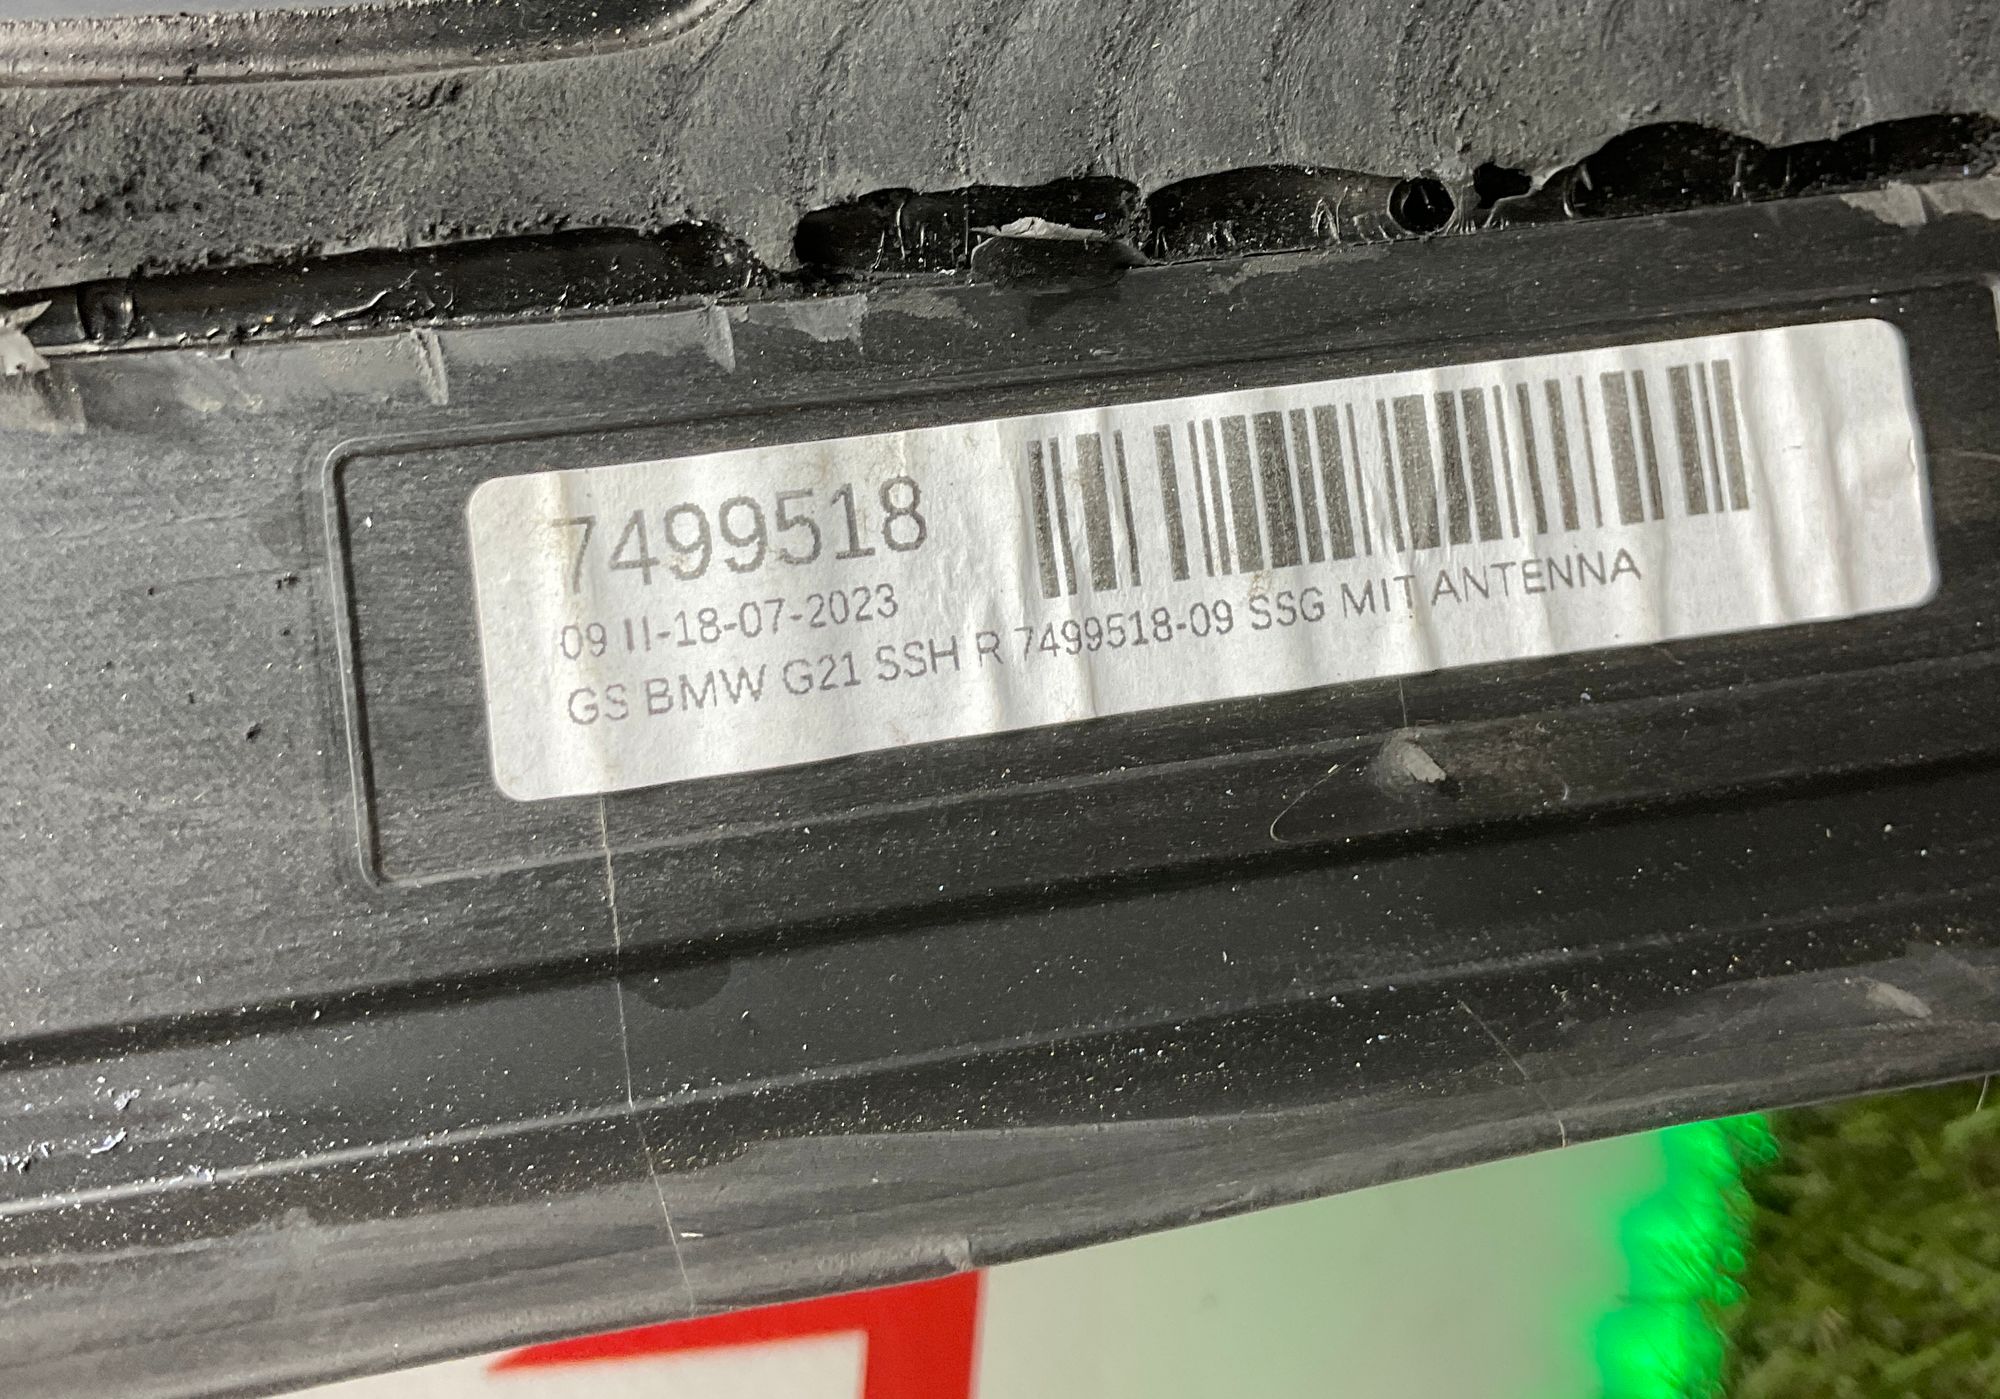 7499518
09 II-18-07-2023
GS BMW G21 SSH R 7499518-09 SSG MIT ANTENNA